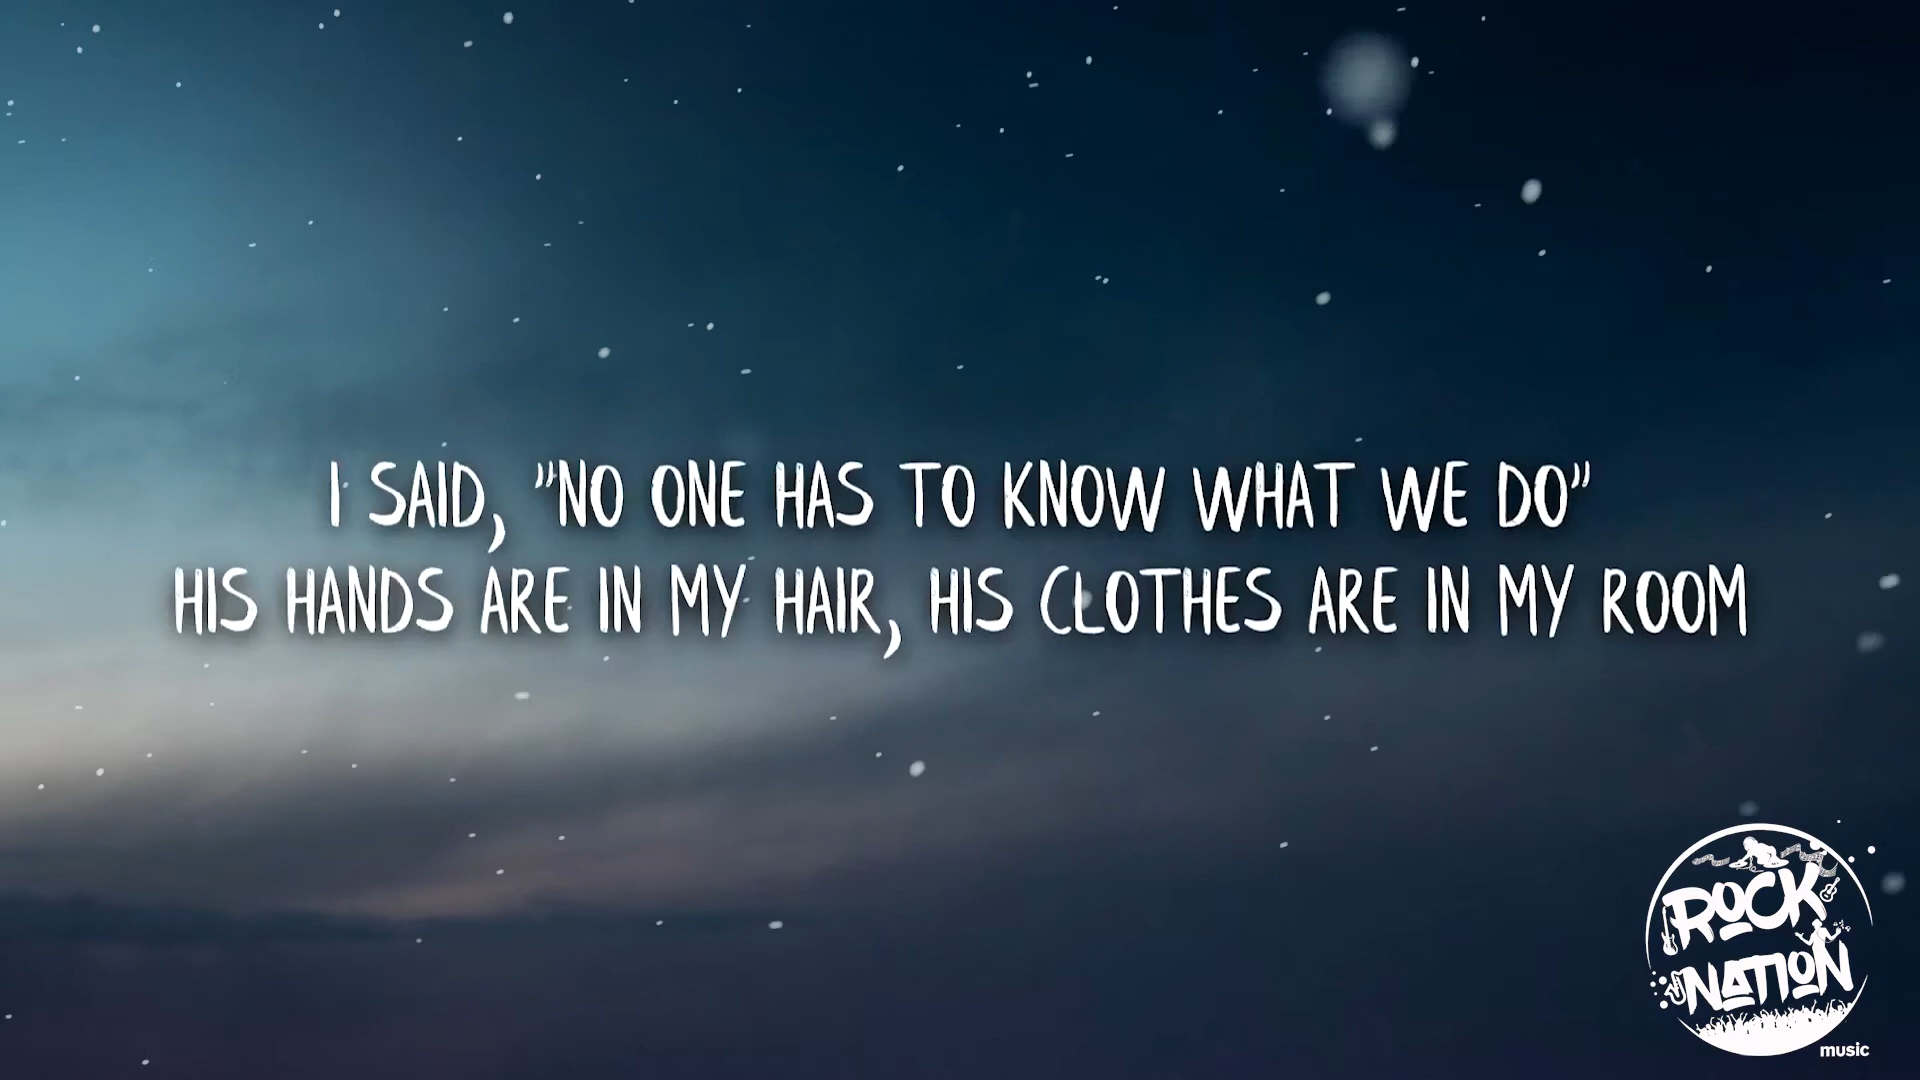 I SAID, "NO ONE HAS TO KNOW WHAT WE DO"
HIS HANDS ARE IN MY HAIR, HIS CLOTHES ARE IN MY ROOM
ROCK
NATION
music